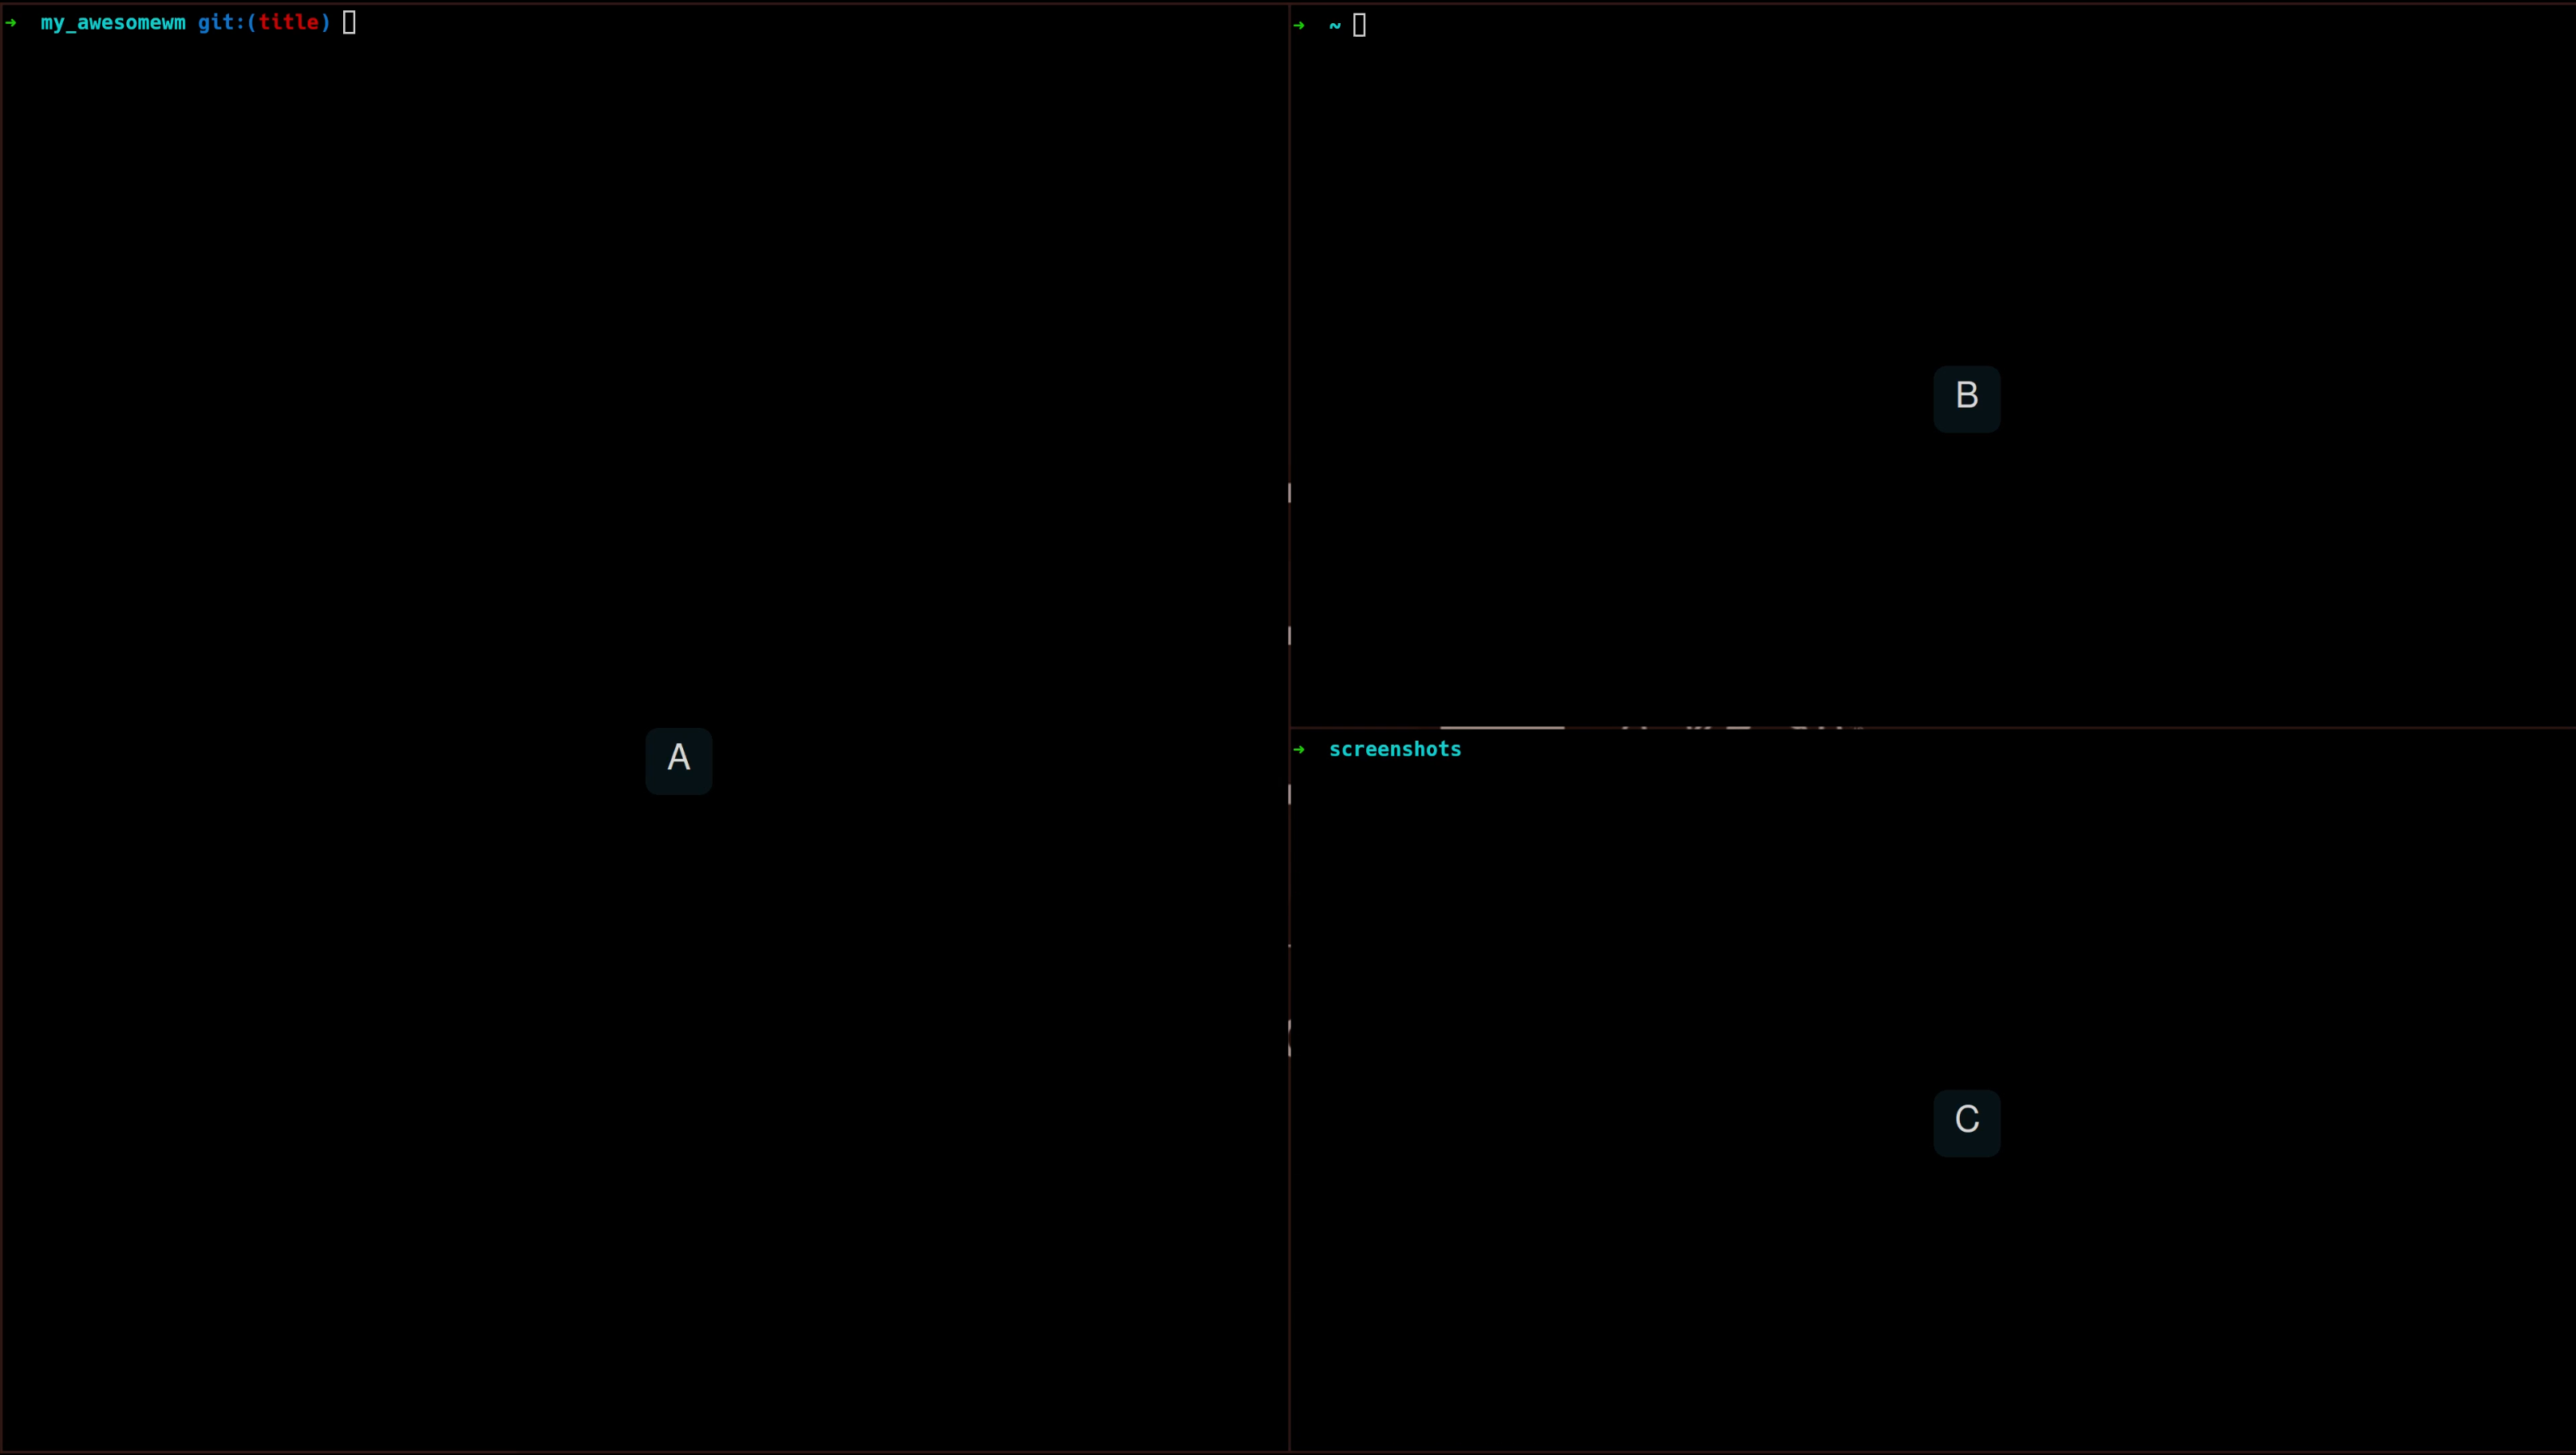 ➜ my_awesomewm git:(title)
A
➜ ~
B
➜ screenshots
C